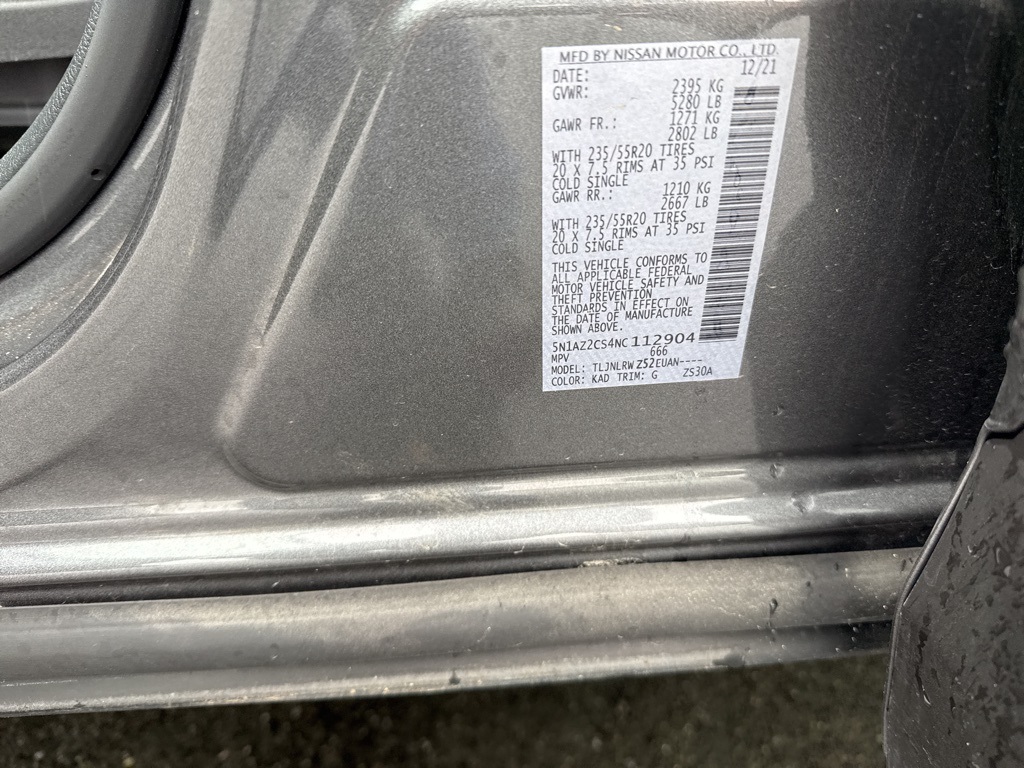 MFD BY NISSAN MOTOR CO., LTD.
DATE: 12/21
GVWR: 2395 KG
5280 LB
GAWR FR.: 1271 KG
2802 LB
WITH 235/55R20 TIRES
20 X 7.5 RIMS AT 35 PSI
COLD SINGLE
GAWR RR.: 1210 KG
2667 LB
WITH 235/55R20 TIRES
20 X 7.5 RIMS AT 35 PSI
COLD SINGLE
THIS VEHICLE CONFORMS TO
ALL APPLICABLE FEDERAL
MOTOR VEHICLE SAFETY AND
THEFT PREVENTION
STANDARDS IN EFFECT ON
THE DATE OF MANUFACTURE
SHOWN ABOVE.
5N1AZ2CS4NC112904
MPV 666
MODEL: TLJNLRWZ52EUAN----
COLOR: KAD TRIM: G ZS30A